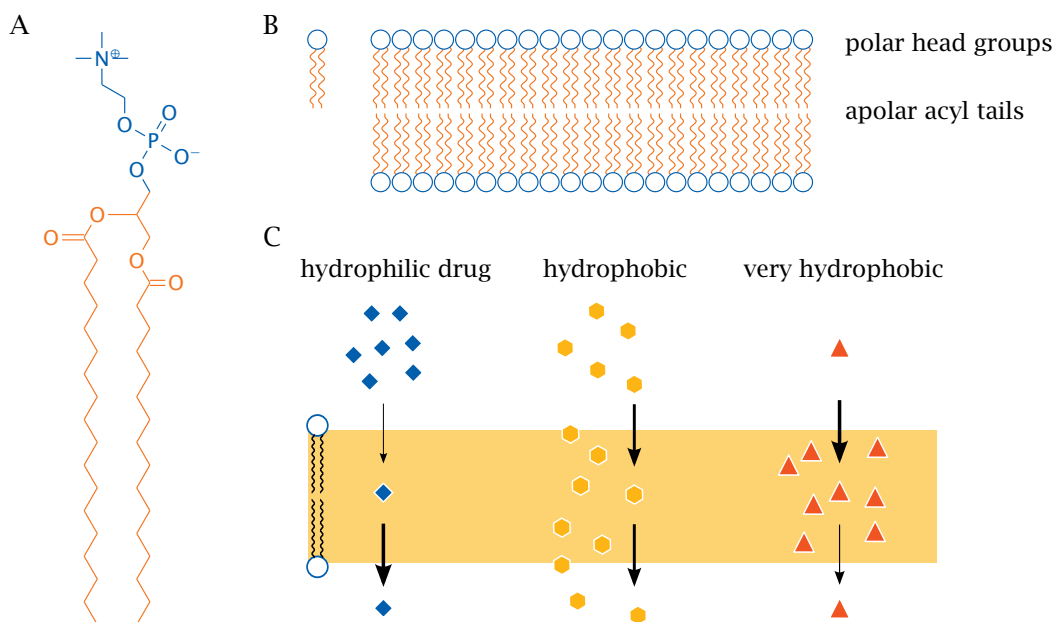 A
N⊕
O
O
P
O⁻
O
O
O
O
O
B
polar head groups
apolar acyl tails
C
hydrophilic drug
hydrophobic
very hydrophobic